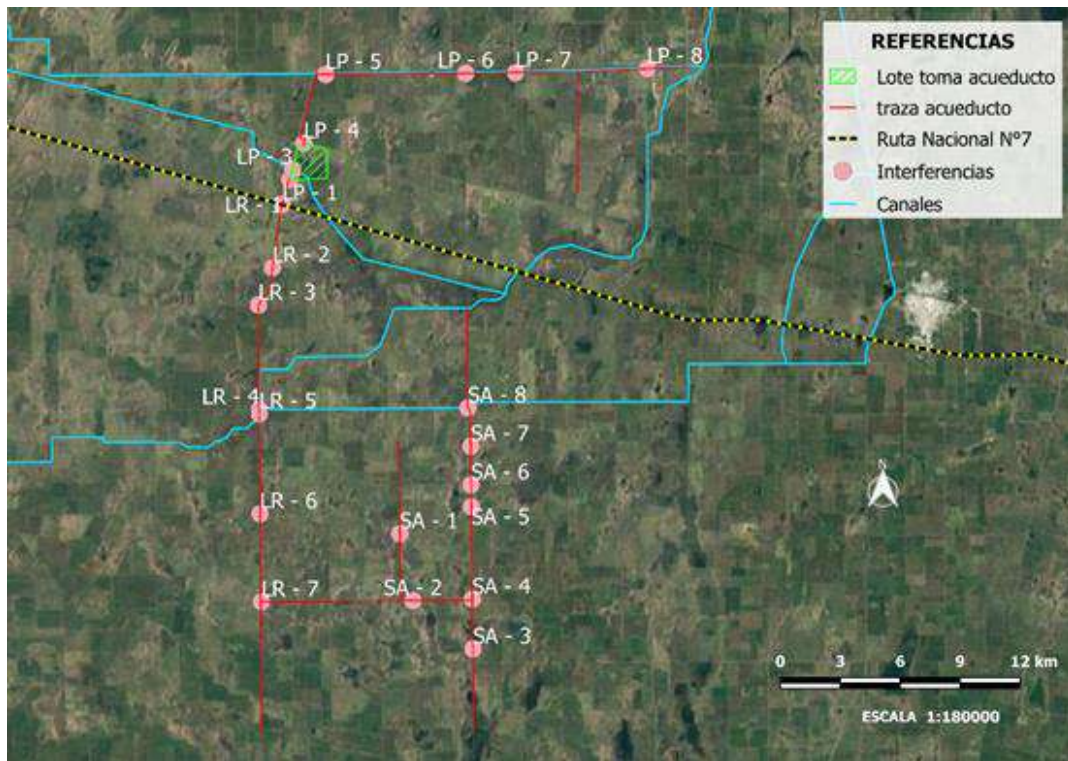 REFERENCIAS
Lote toma acueducto
traza acueducto
Ruta Nacional N°7
Interferencias
Canales
LP - 5
LP - 6
LP - 7
LP - 8
LP - 4
LP - 3
LP - 1
LR - 1
LR - 2
LR - 3
LR - 4
LR - 5
SA - 8
SA - 7
SA - 6
SA - 5
LR - 6
SA - 1
LR - 7
SA - 2
SA - 4
SA - 3
N
0 3 6 9 12 km
ESCALA 1:180000